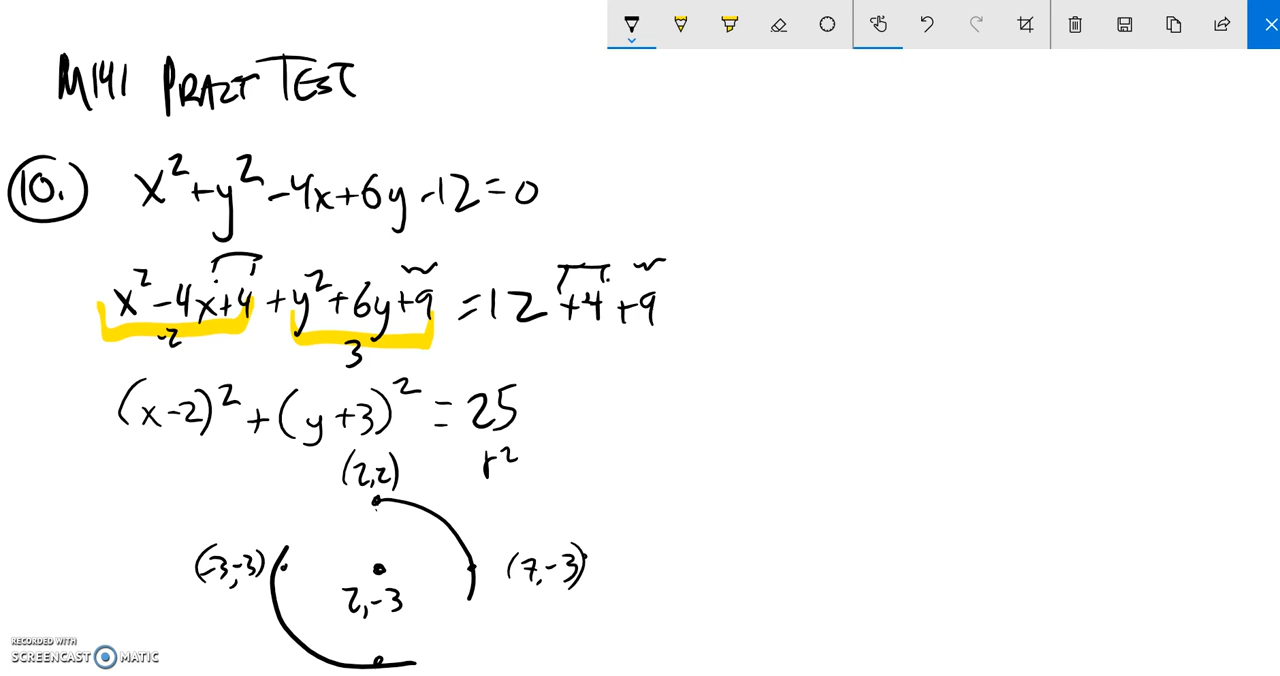 M141 PRACT TEST
10. x²+y²-4x+6y-12=0
x²-4x+4+y²+6y+9=12+4+9
-2 3
(x-2)²+(y+3)²=25
(2,2) r²
(-3,-3) (7,-3)
2,-3
RECORDED WITH
SCREENCAST MATIC